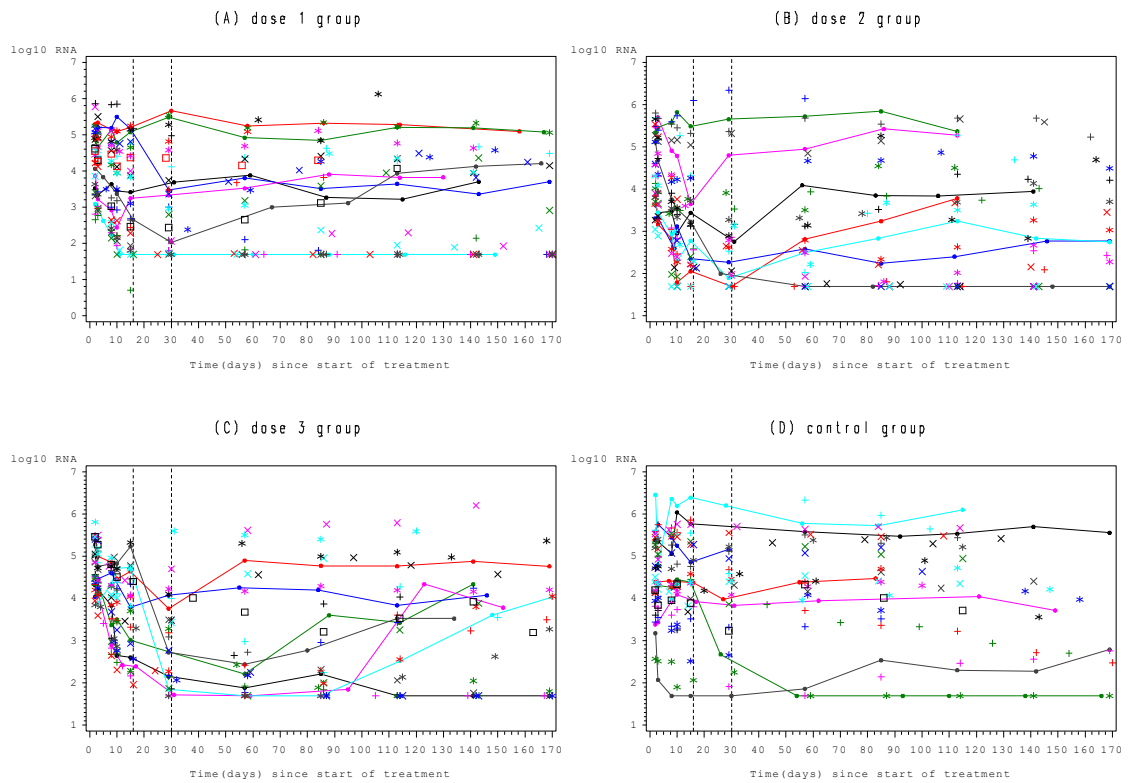 (A) dose 1 group
log10 RNA
7
6
5
4
3
2
1
0
0 10 20 30 40 50 60 70 80 90 100 110 120 130 140 150 160 170
Time(days) since start of treatment
(B) dose 2 group
log10 RNA
7
6
5
4
3
2
1
0 10 20 30 40 50 60 70 80 90 100 110 120 130 140 150 160 170
Time(days) since start of treatment
(C) dose 3 group
log10 RNA
7
6
5
4
3
2
1
0 10 20 30 40 50 60 70 80 90 100 110 120 130 140 150 160 170
Time(days) since start of treatment
(D) control group
log10 RNA
7
6
5
4
3
2
1
0 10 20 30 40 50 60 70 80 90 100 110 120 130 140 150 160 170
Time(days) since start of treatment